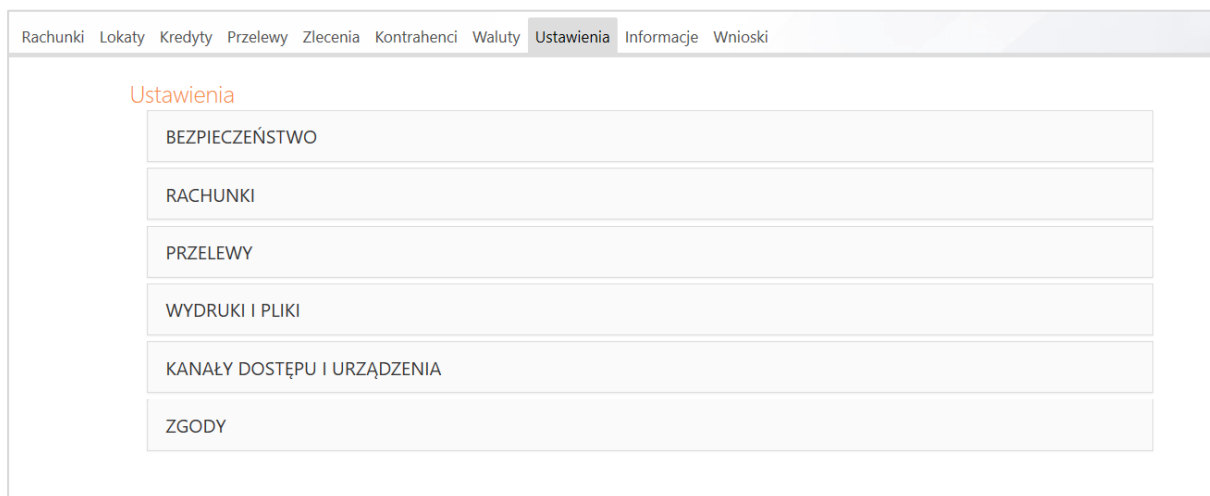 Rachunki Lokaty Kredyty Przelewy Zlecenia Kontrahenci Waluty Ustawienia Informacje Wnioski
Ustawienia
BEZPIECZEŃSTWO
RACHUNKI
PRZELEWY
WYDRUKI I PLIKI
KANAŁY DOSTĘPU I URZĄDZENIA
ZGODY